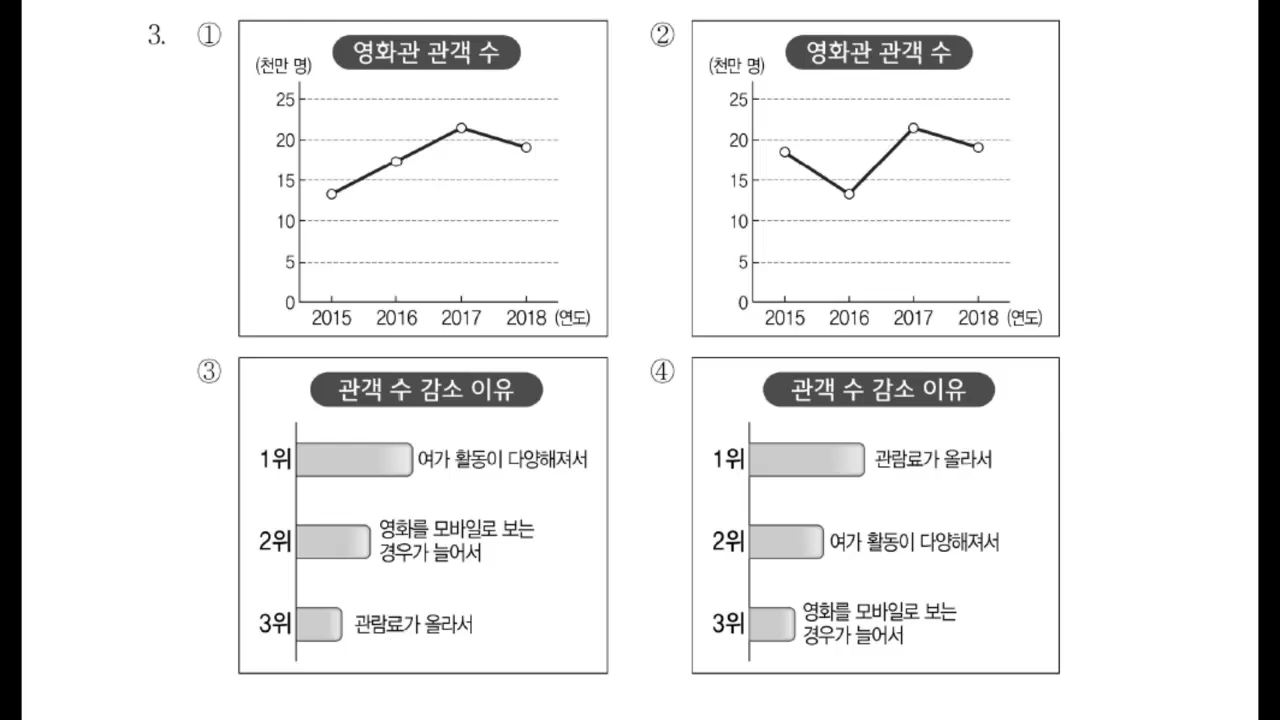 3. ①
영화관 관객 수
(천만 명)
25
20
15
10
5
0
2015 2016 2017 2018 (연도)
②
영화관 관객 수
(천만 명)
25
20
15
10
5
0
2015 2016 2017 2018 (연도)
③
관객 수 감소 이유
1위 여가 활동이 다양해져서
2위 영화를 모바일로 보는
경우가 늘어서
3위 관람료가 올라서
④
관객 수 감소 이유
1위 관람료가 올라서
2위 여가 활동이 다양해져서
3위 영화를 모바일로 보는
경우가 늘어서